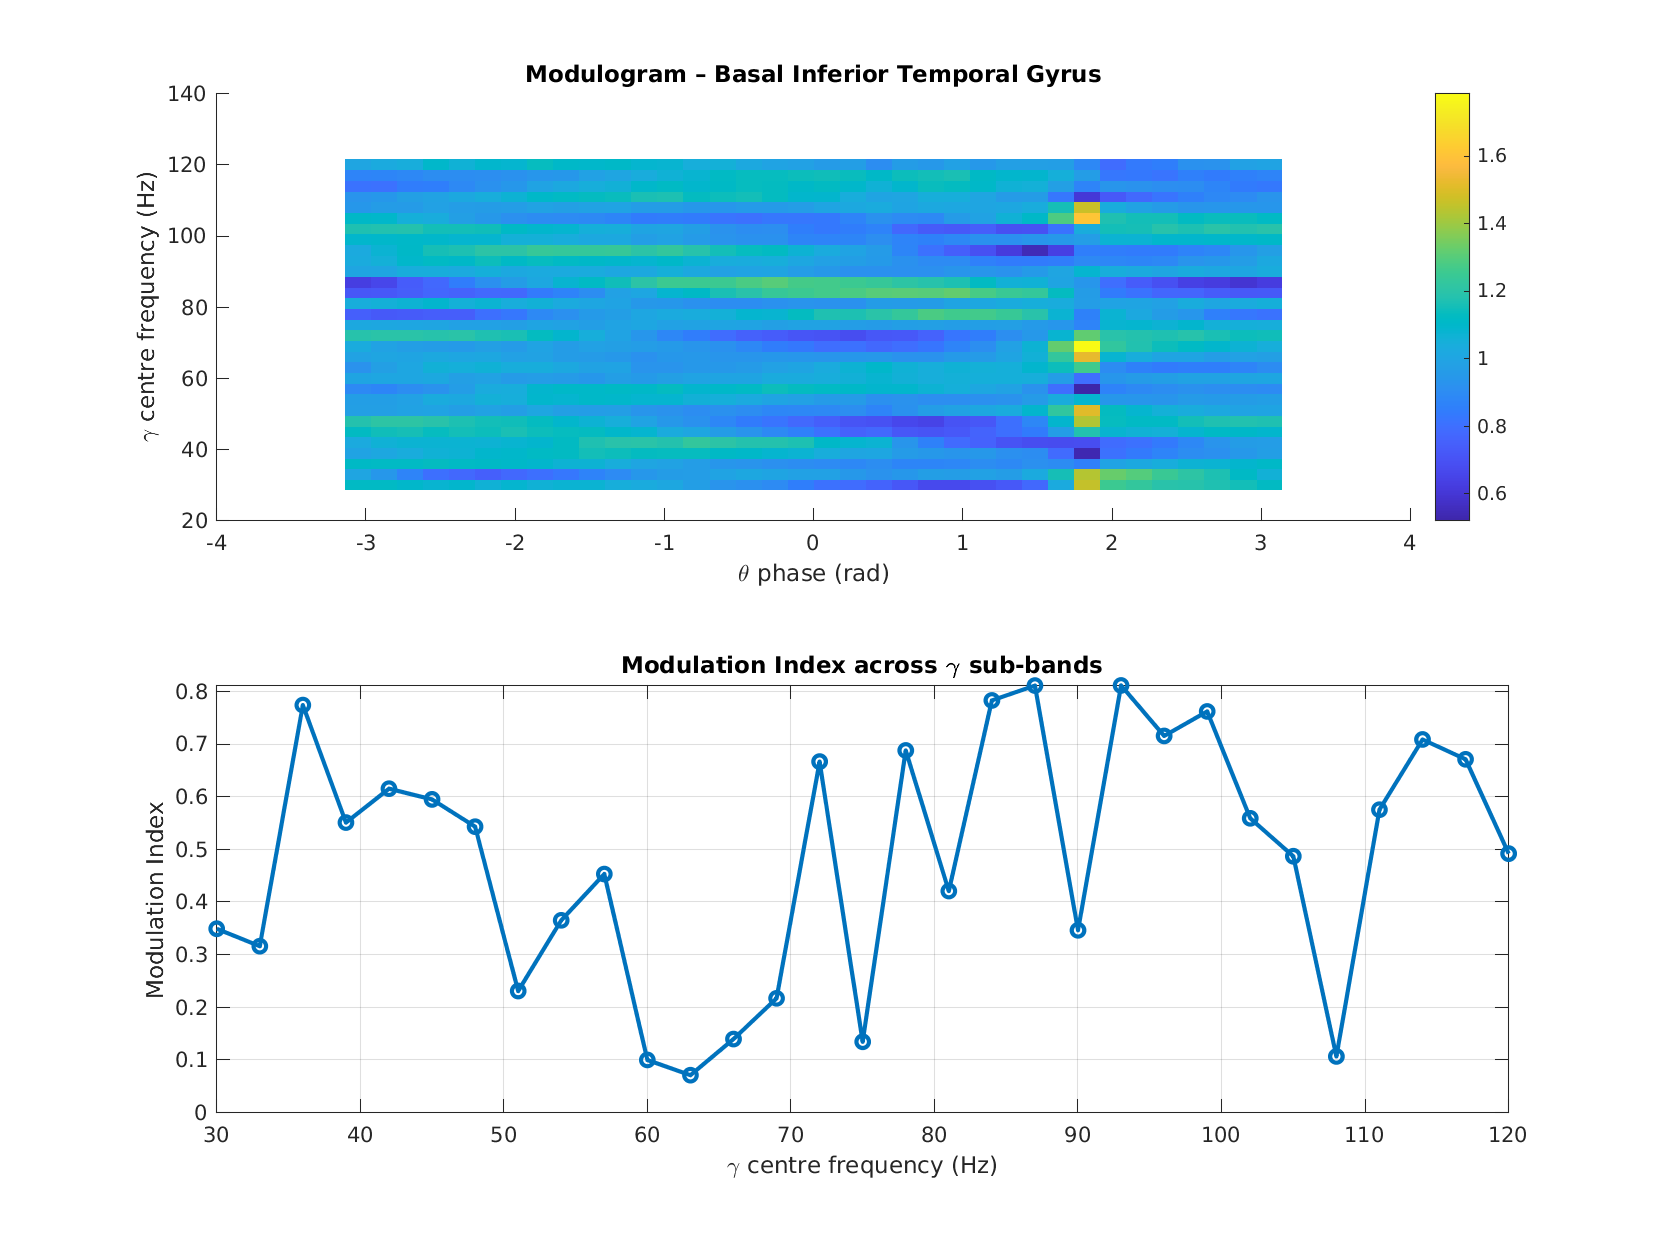 Modulogram – Basal Inferior Temporal Gyrus
140
120
100
80
60
40
20
γ centre frequency (Hz)
-4 -3 -2 -1 0 1 2 3 4
θ phase (rad)
1.6
1.4
1.2
1
0.8
0.6
Modulation Index across γ sub-bands
0.8
0.7
0.6
0.5
0.4
0.3
0.2
0.1
0
Modulation Index
30 40 50 60 70 80 90 100 110 120
γ centre frequency (Hz)